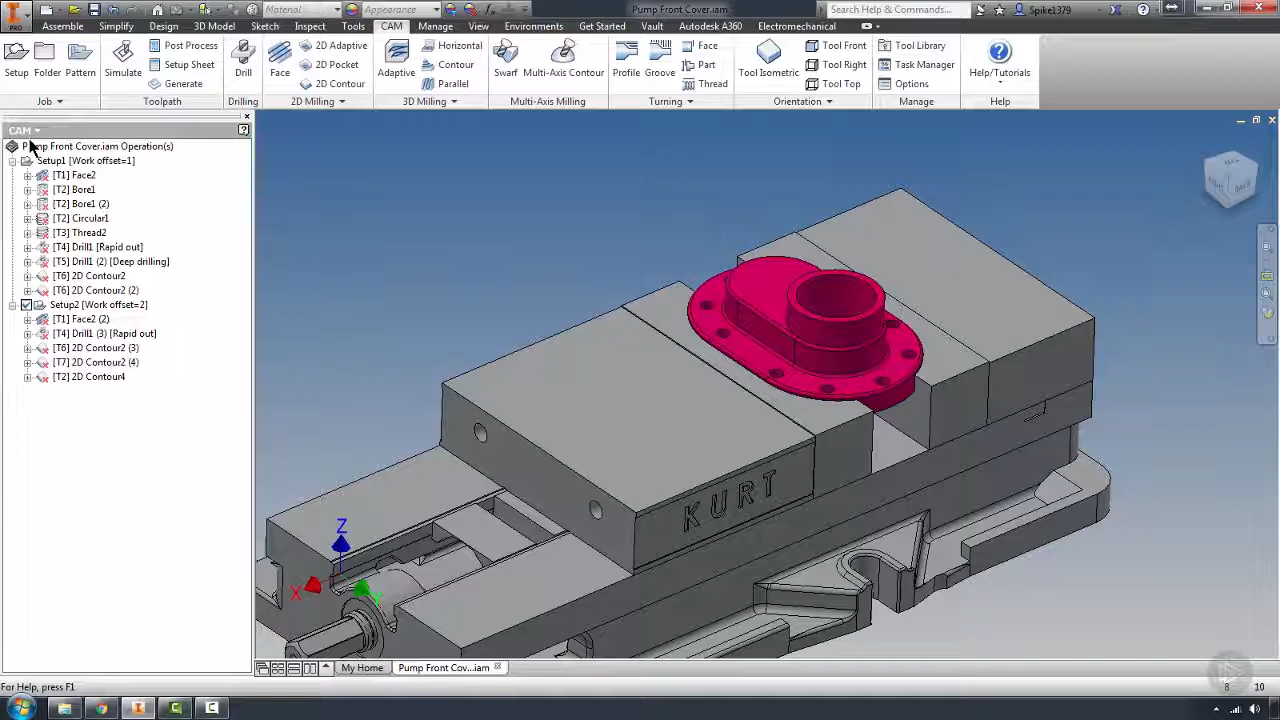 Material
Appearance
Pump Front Cover.iam
Search Help & Commands...
Spike1379
PRO
Assemble
Simplify
Design
3D Model
Sketch
Inspect
Tools
CAM
Manage
View
Environments
Get Started
Vault
Autodesk A360
Electromechanical
Setup
Folder
Pattern
Job
Simulate
Post Process
Setup Sheet
Generate
Toolpath
Drill
Drilling
Face
2D Adaptive
2D Pocket
2D Contour
2D Milling
Adaptive
Horizontal
Contour
Parallel
3D Milling
Swarf
Multi-Axis Contour
Multi-Axis Milling
Profile
Groove
Face
Part
Thread
Turning
Tool Isometric
Tool Front
Tool Right
Tool Top
Orientation
Tool Library
Task Manager
Options
Manage
Help/Tutorials
Help
CAM
Pump Front Cover.iam Operation(s)
Setup1 [Work offset=1]
[T1] Face2
[T2] Bore1
[T2] Bore1 (2)
[T2] Circular1
[T3] Thread2
[T4] Drill1 [Rapid out]
[T5] Drill1 (2) [Deep drilling]
[T6] 2D Contour2
[T6] 2D Contour2 (2)
Setup2 [Work offset=2]
[T1] Face2 (2)
[T4] Drill1 (3) [Rapid out]
[T6] 2D Contour2 (3)
[T7] 2D Contour2 (4)
[T2] 2D Contour4
BACK
KURT
Z
X
Y
My Home
Pump Front Cov...iam
For Help, press F1
8 10